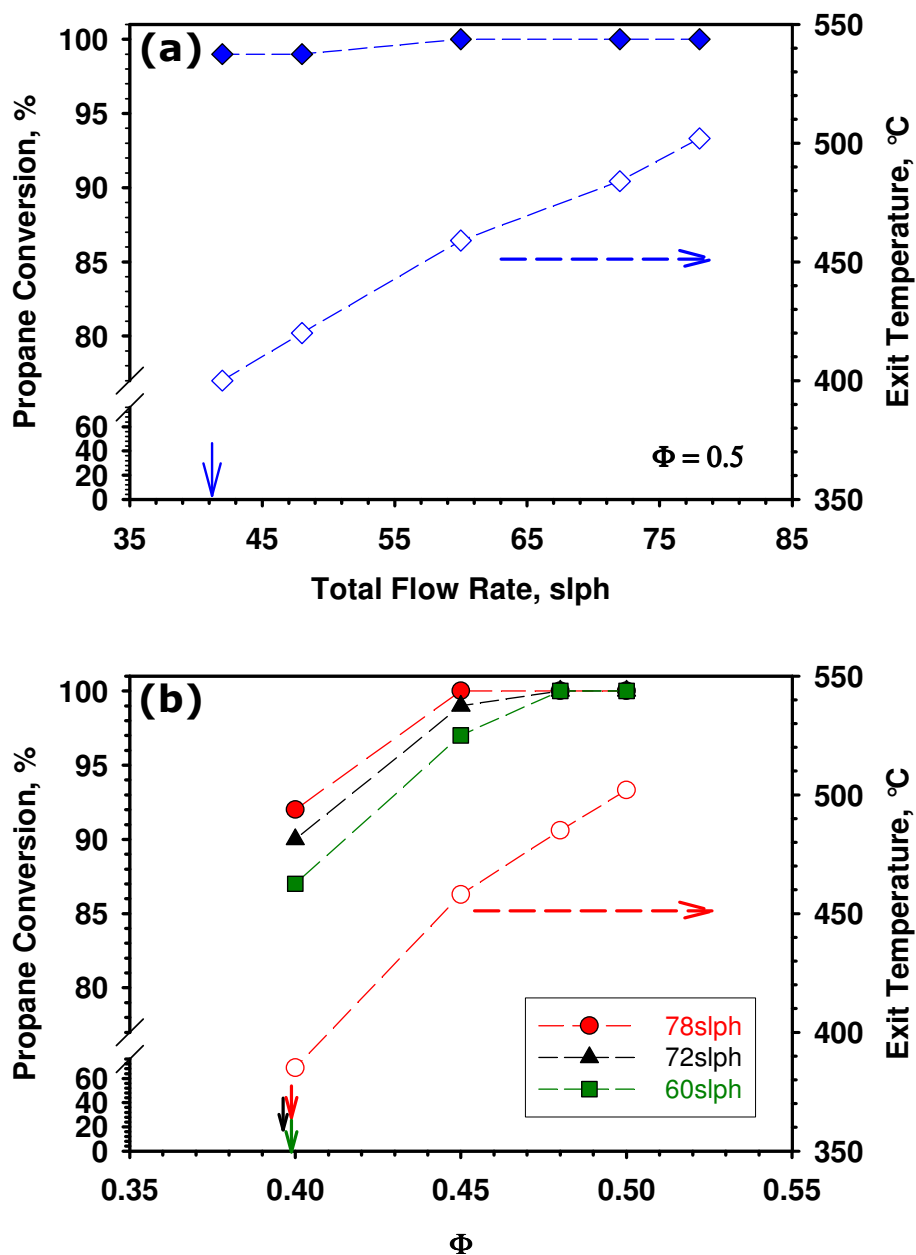 (a)
Propane Conversion, %
100
95
90
85
80
60
40
20
0
550
500
450
400
350
Exit Temperature, °C
Φ = 0.5
35 45 55 65 75 85
Total Flow Rate, slph
(b)
Propane Conversion, %
100
95
90
85
80
60
40
20
0
550
500
450
400
350
Exit Temperature, °C
78slph
72slph
60slph
0.35 0.40 0.45 0.50 0.55
Φ